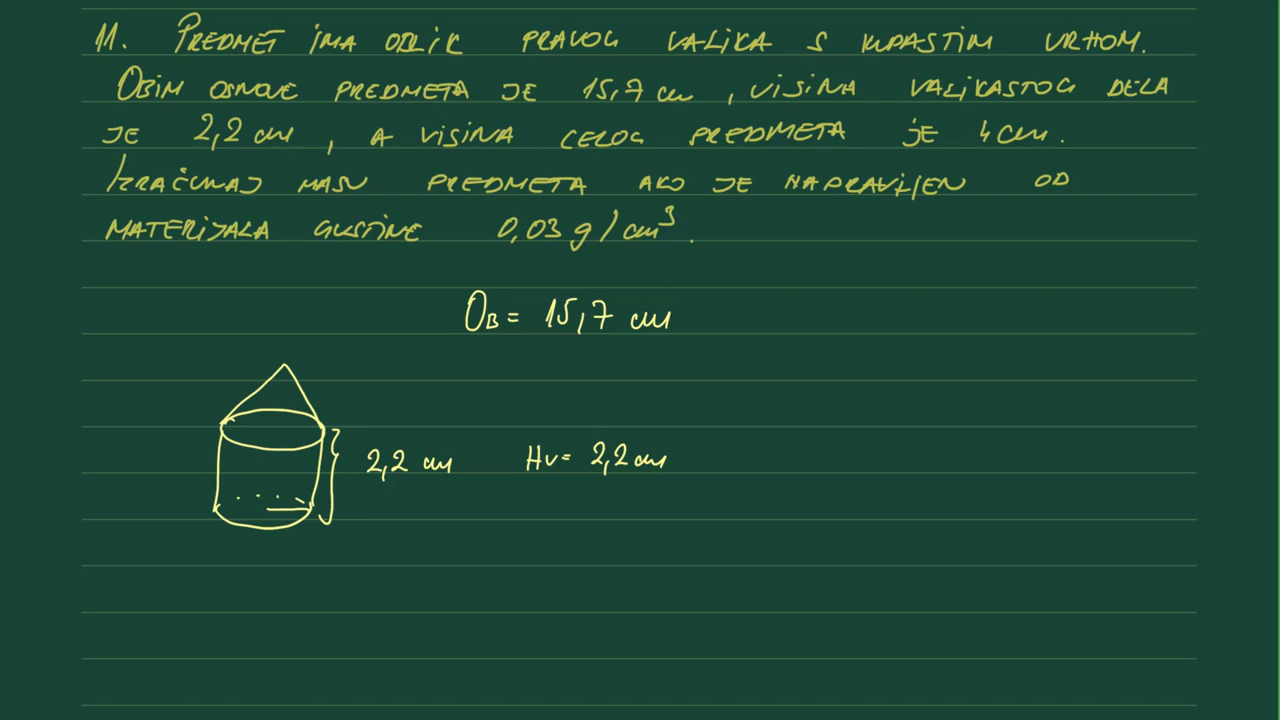 11. PREDMET IMA OBLIK PRAVOG VALJKA S KUPASTIM VRHOM.
OBIM OSNOVE PREDMETA JE 15,7 cm, VISINA VALJKASTOG DELA
JE 2,2 cm, A VISINA CELOG PREDMETA JE 4 cm.
IZRAČUNAJ MASU PREDMETA AKO JE NAPRAVLJEN OD
MATERIJALA GUSTINE 0,03 g/cm³.
O_B = 15,7 cm
2,2 cm H_V = 2,2 cm